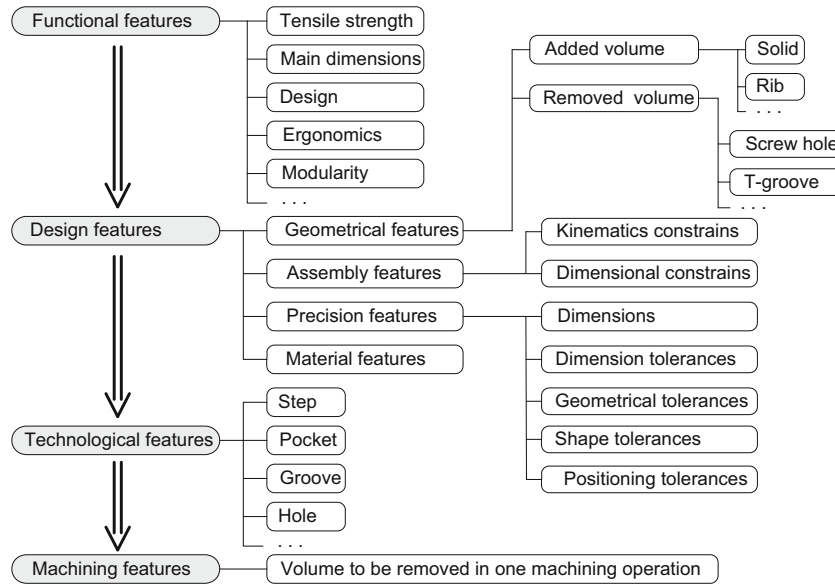 Functional features
Tensile strength
Main dimensions
Design
Ergonomics
Modularity
. . .
Added volume
Solid
Rib
. . .
Removed volume
Screw hole
T-groove
. . .
Design features
Geometrical features
Assembly features
Kinematics constrains
Dimensional constrains
Precision features
Dimensions
Dimension tolerances
Geometrical tolerances
Shape tolerances
Positioning tolerances
Material features
Technological features
Step
Pocket
Groove
Hole
. . .
Machining features
Volume to be removed in one machining operation